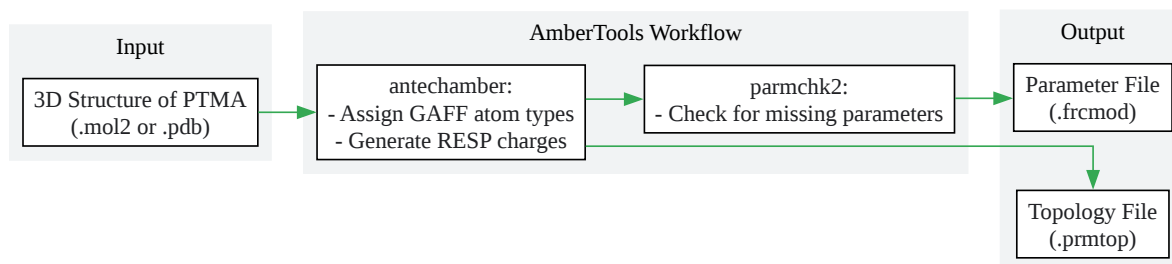 Input
3D Structure of PTMA
(.mol2 or .pdb)
AmberTools Workflow
antechamber:
- Assign GAFF atom types
- Generate RESP charges
parmchk2:
- Check for missing parameters
Output
Parameter File
(.frcmod)
Topology File
(.prmtop)